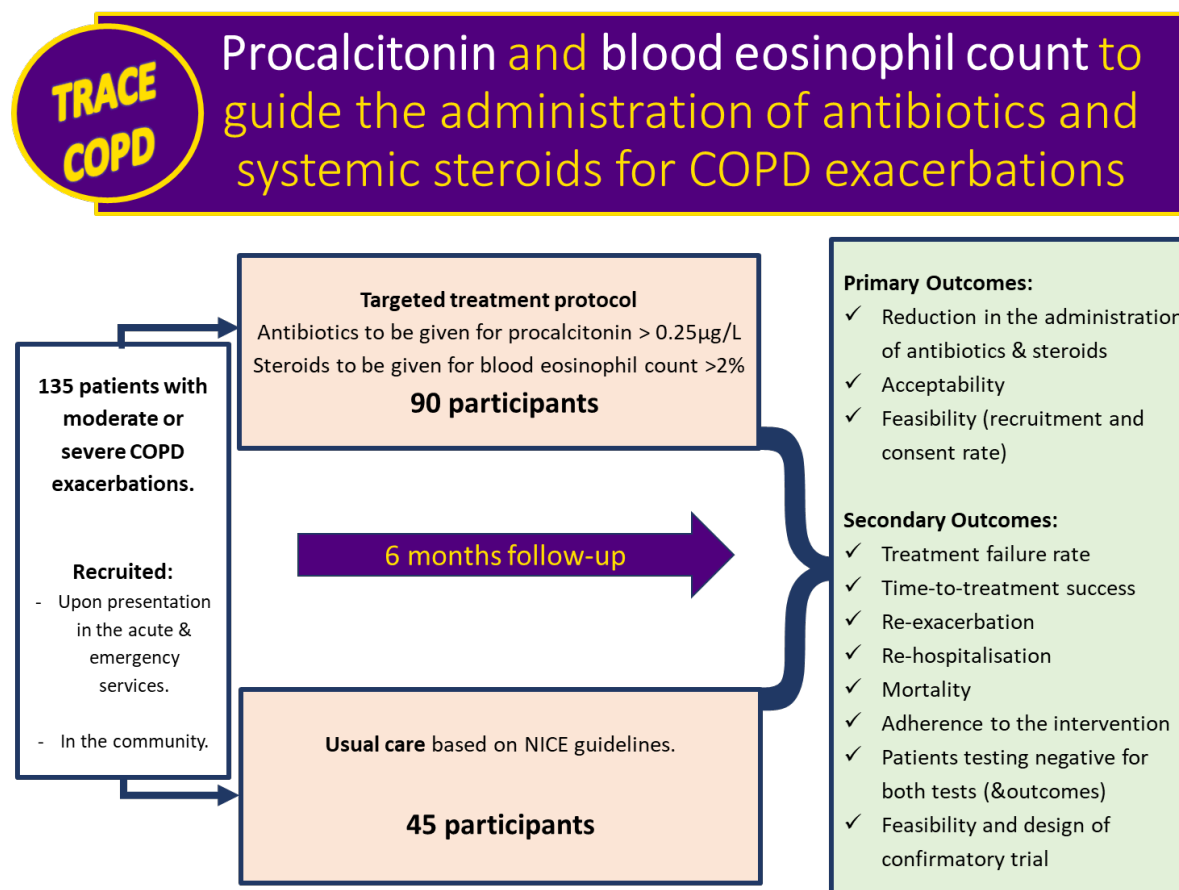 TRACE
COPD
Procalcitonin and blood eosinophil count to
guide the administration of antibiotics and
systemic steroids for COPD exacerbations
135 patients with
moderate or
severe COPD
exacerbations.
Recruited:
- Upon presentation
in the acute &
emergency
services.
- In the community.
Targeted treatment protocol
Antibiotics to be given for procalcitonin > 0.25µg/L
Steroids to be given for blood eosinophil count >2%
90 participants
6 months follow-up
Usual care based on NICE guidelines.
45 participants
Primary Outcomes:
✓ Reduction in the administration
of antibiotics & steroids
✓ Acceptability
✓ Feasibility (recruitment and
consent rate)
Secondary Outcomes:
✓ Treatment failure rate
✓ Time-to-treatment success
✓ Re-exacerbation
✓ Re-hospitalisation
✓ Mortality
✓ Adherence to the intervention
✓ Patients testing negative for
both tests (&outcomes)
✓ Feasibility and design of
confirmatory trial